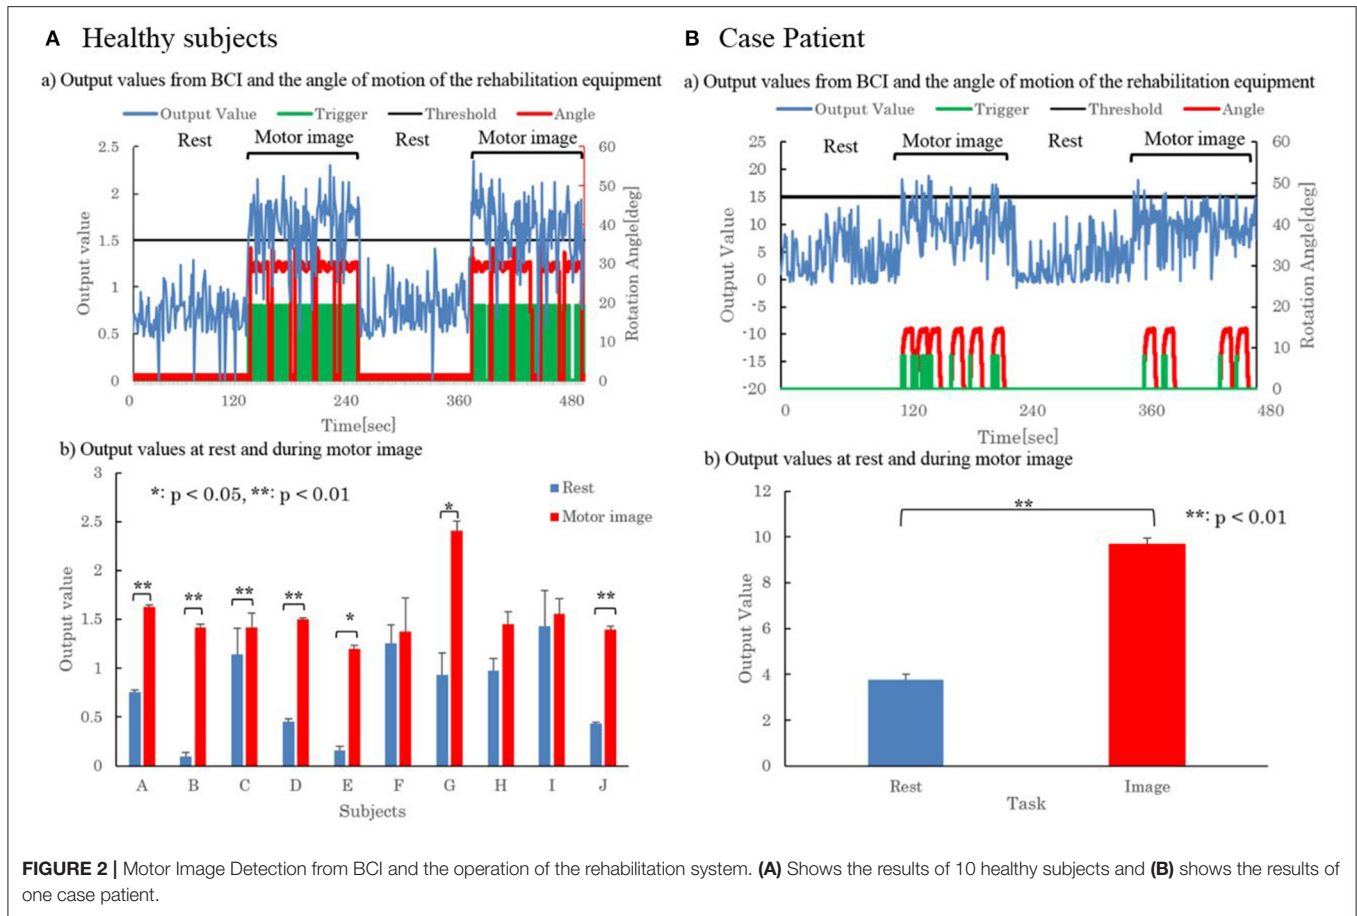 A Healthy subjects
a) Output values from BCI and the angle of motion of the rehabilitation equipment
Output Value Trigger Threshold Angle
Rest Motor image Rest Motor image
2.5
2
1.5
1
0.5
0
Output value
60
50
40
30
20
10
0
Rotation Angle[deg]
0 120 240 360 480
Time[sec]
b) Output values at rest and during motor image
*: p < 0.05, **: p < 0.01
Rest
Motor image
3
2.5
2
1.5
1
0.5
0
Output value
** ** ** ** * * **
A B C D E F G H I J
Subjects
B Case Patient
a) Output values from BCI and the angle of motion of the rehabilitation equipment
Output Value Trigger Threshold Angle
Rest Motor image Rest Motor image
25
20
15
10
5
0
-5
-10
-15
-20
Output Value
60
50
40
30
20
10
0
Rotation Angle[deg]
0 120 240 360 480
Time[sec]
b) Output values at rest and during motor image
12
10
8
6
4
2
0
Output Value
**
**: p < 0.01
Rest Image
Task
FIGURE 2 | Motor Image Detection from BCI and the operation of the rehabilitation system. (A) Shows the results of 10 healthy subjects and (B) shows the results of
one case patient.